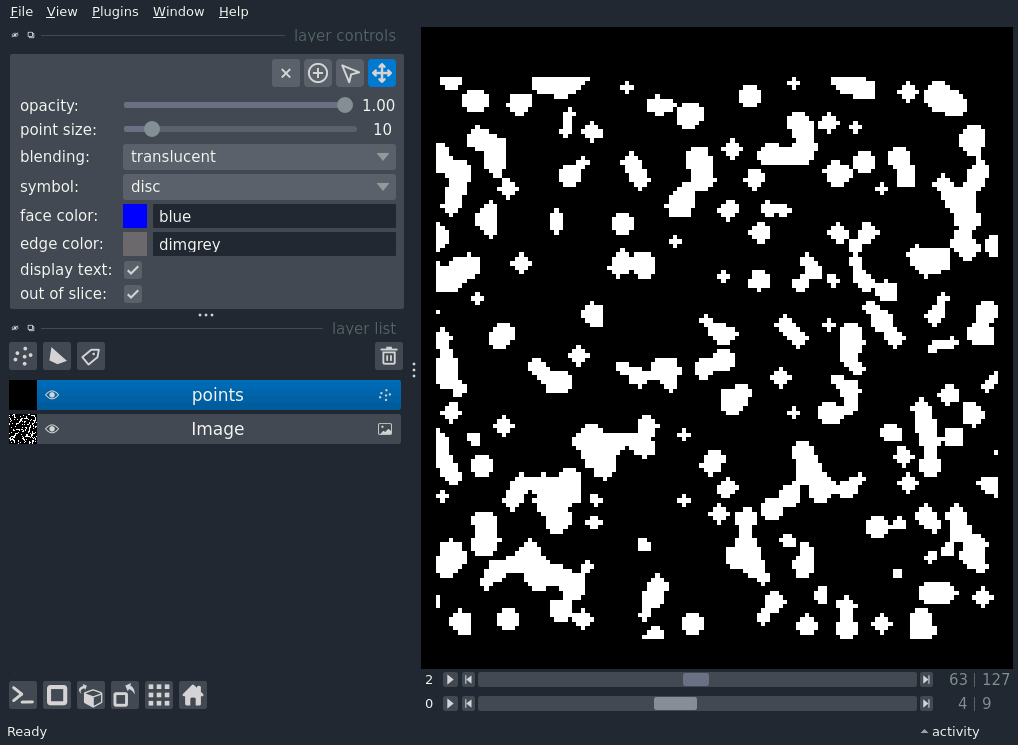 File View Plugins Window Help
layer controls
opacity: 1.00
point size: 10
blending: translucent
symbol: disc
face color: blue
edge color: dimgrey
display text:
out of slice:
layer list
points
Image
2 63 | 127
0 4 | 9
Ready activity